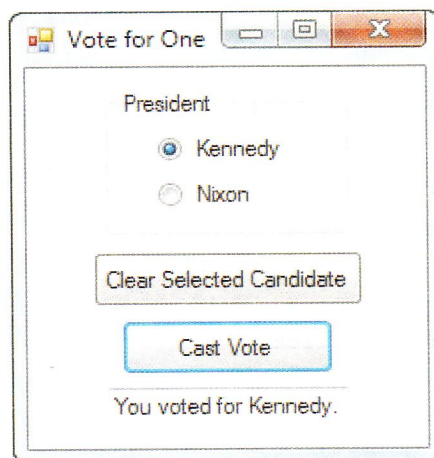 Vote for One
President
Kennedy
Nixon
Clear Selected Candidate
Cast Vote
You voted for Kennedy.